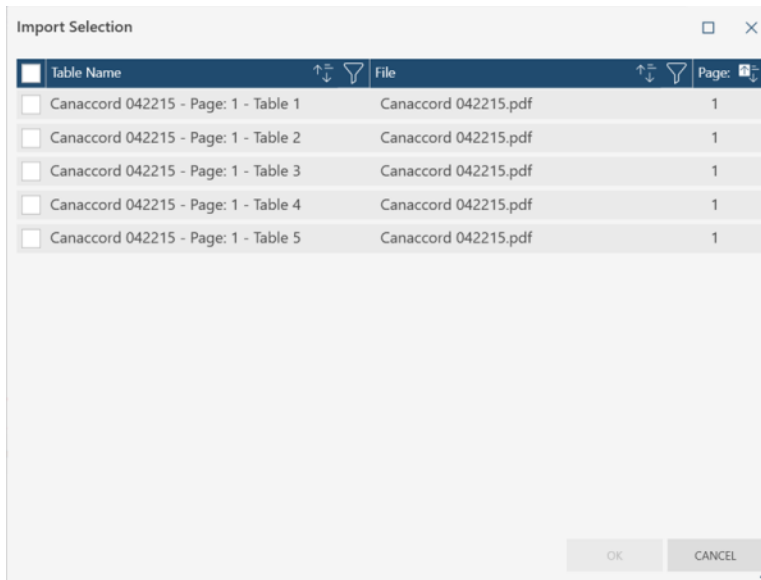 Import Selection
Table Name File Page:
Canaccord 042215 - Page: 1 - Table 1 Canaccord 042215.pdf 1
Canaccord 042215 - Page: 1 - Table 2 Canaccord 042215.pdf 1
Canaccord 042215 - Page: 1 - Table 3 Canaccord 042215.pdf 1
Canaccord 042215 - Page: 1 - Table 4 Canaccord 042215.pdf 1
Canaccord 042215 - Page: 1 - Table 5 Canaccord 042215.pdf 1
OK CANCEL